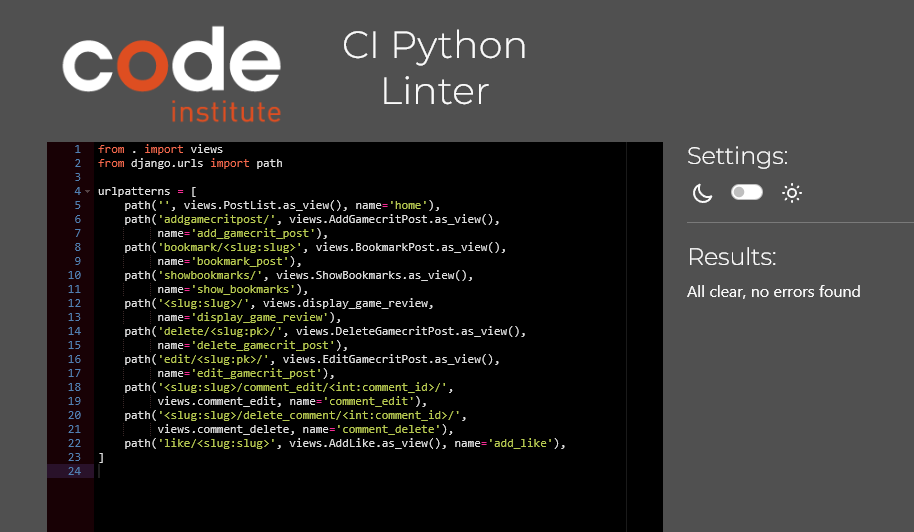 code
institute
CI Python
Linter
1 from . import views
2 from django.urls import path
3
4 urlpatterns = [
5     path('', views.PostList.as_view(), name='home'),
6     path('addgamecritpost/', views.AddGamecritPost.as_view(),
7          name='add_gamecrit_post'),
8     path('bookmark/<slug:slug>', views.BookmarkPost.as_view(),
9          name='bookmark_post'),
10     path('showbookmarks/', views.ShowBookmarks.as_view(),
11          name='show_bookmarks'),
12     path('<slug:slug>/', views.display_game_review,
13          name='display_game_review'),
14     path('delete/<slug:pk>/', views.DeleteGamecritPost.as_view(),
15          name='delete_gamecrit_post'),
16     path('edit/<slug:pk>/', views.EditGamecritPost.as_view(),
17          name='edit_gamecrit_post'),
18     path('<slug:slug>/comment_edit/<int:comment_id>/',
19          views.comment_edit, name='comment_edit'),
20     path('<slug:slug>/delete_comment/<int:comment_id>/',
21          views.comment_delete, name='comment_delete'),
22     path('like/<slug:slug>', views.AddLike.as_view(), name='add_like'),
23 ]
24
Settings:
Results:
All clear, no errors found